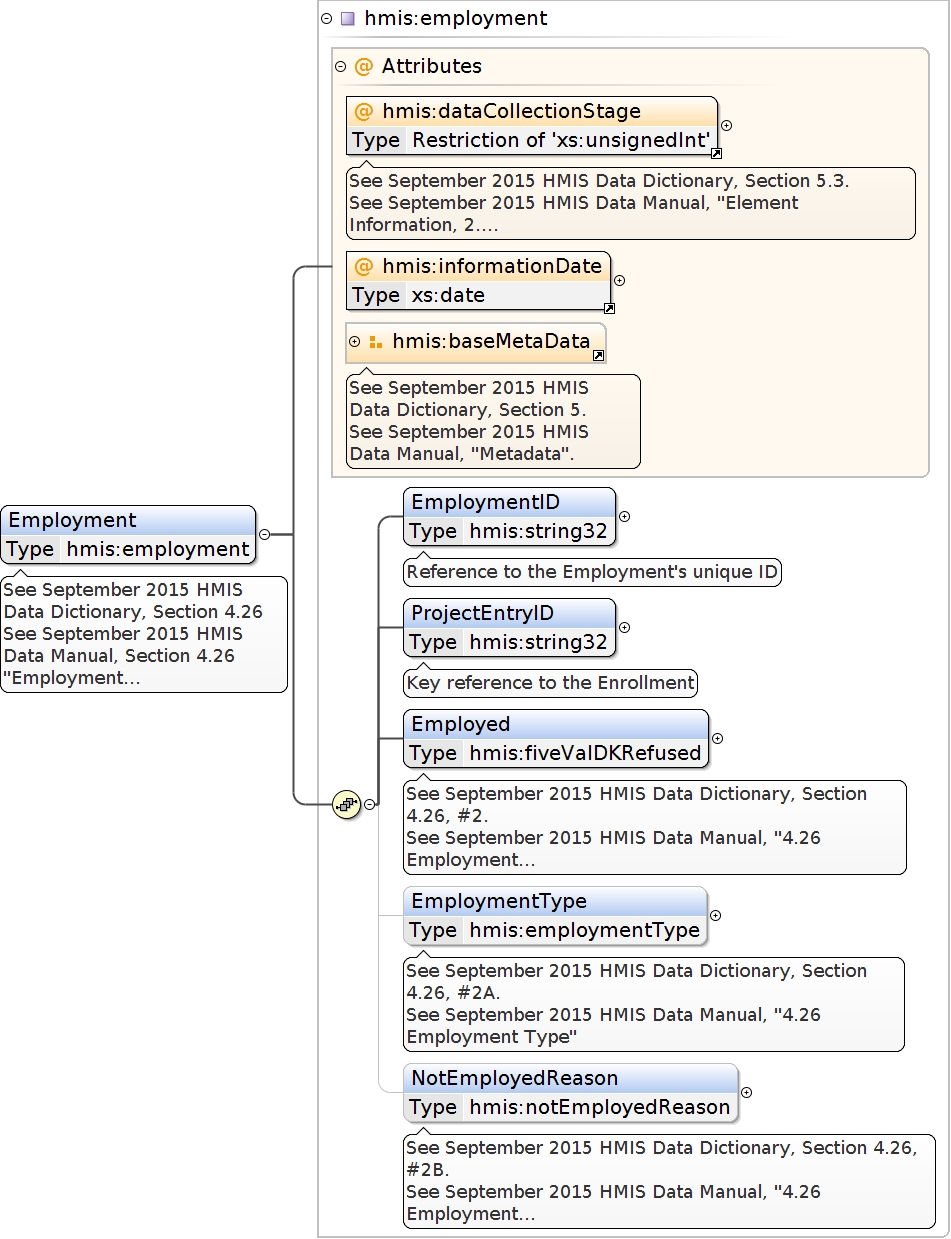 hmis:employment
@ Attributes
@ hmis:dataCollectionStage
Type Restriction of 'xs:unsignedInt'
See September 2015 HMIS Data Dictionary, Section 5.3.
See September 2015 HMIS Data Manual, "Element
Information, 2....
@ hmis:informationDate
Type xs:date
hmis:baseMetaData
See September 2015 HMIS
Data Dictionary, Section 5.
See September 2015 HMIS
Data Manual, "Metadata".
Employment
Type hmis:employment
See September 2015 HMIS
Data Dictionary, Section 4.26
See September 2015 HMIS
Data Manual, Section 4.26
"Employment...
EmploymentID
Type hmis:string32
Reference to the Employment's unique ID
ProjectEntryID
Type hmis:string32
Key reference to the Enrollment
Employed
Type hmis:fiveValDKRefused
See September 2015 HMIS Data Dictionary, Section
4.26, #2.
See September 2015 HMIS Data Manual, "4.26
Employment...
EmploymentType
Type hmis:employmentType
See September 2015 HMIS Data Dictionary, Section
4.26, #2A.
See September 2015 HMIS Data Manual, "4.26
Employment Type"
NotEmployedReason
Type hmis:notEmployedReason
See September 2015 HMIS Data Dictionary, Section 4.26,
#2B.
See September 2015 HMIS Data Manual, "4.26
Employment...